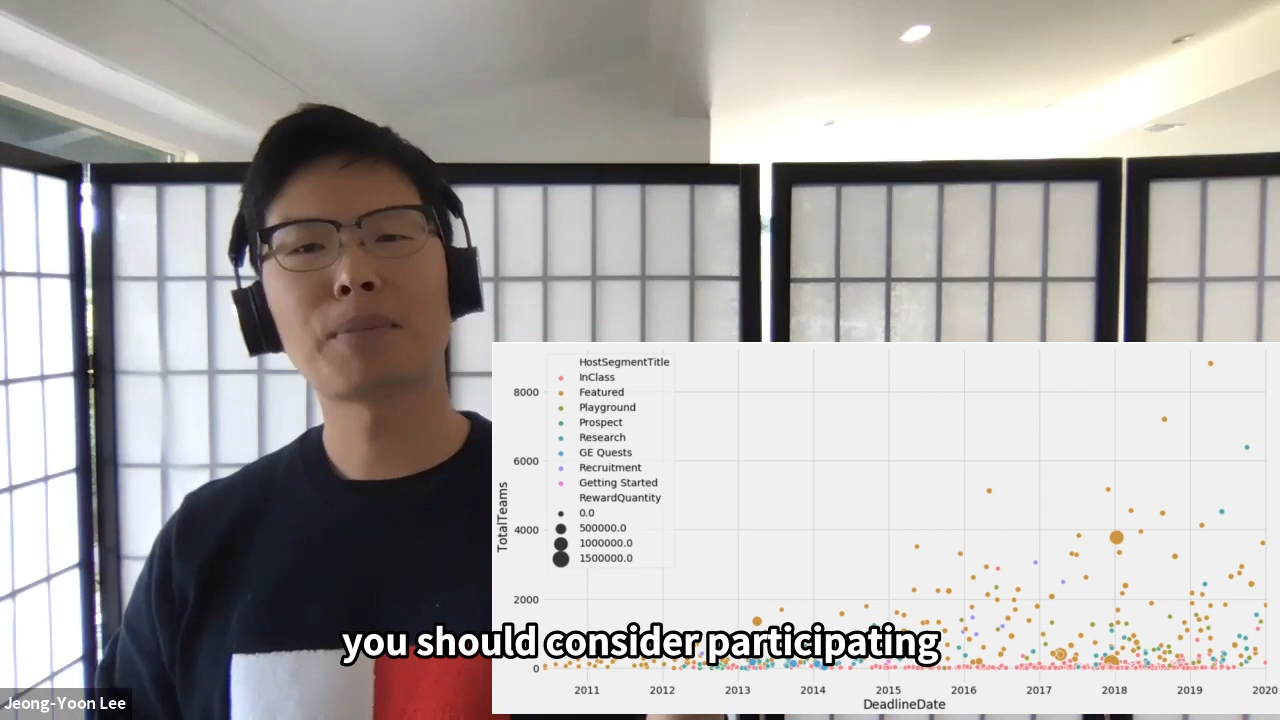 HostSegmentTitle
InClass
Featured
Playground
Prospect
Research
GE Quests
Recruitment
Getting Started
RewardQuantity
0.0
500000.0
1000000.0
1500000.0
TotalTeams
8000
6000
4000
2000
0
2011 2012 2013 2014 2015 2016 2017 2018 2019 2020
DeadlineDate
you should consider participating
Jeong-Yoon Lee